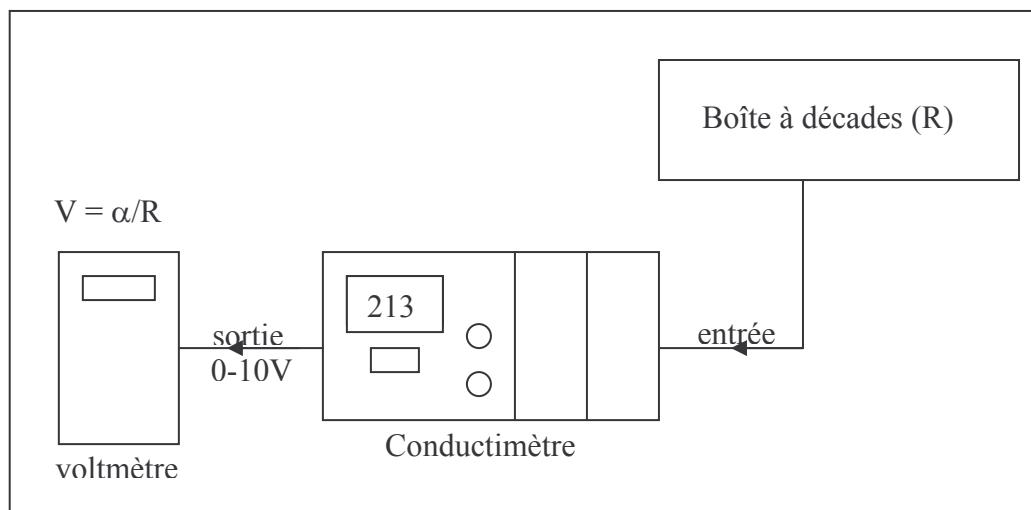 Boîte à décades (R)
V = α/R
213
sortie
0-10V
entrée
Conductimètre
voltmètre